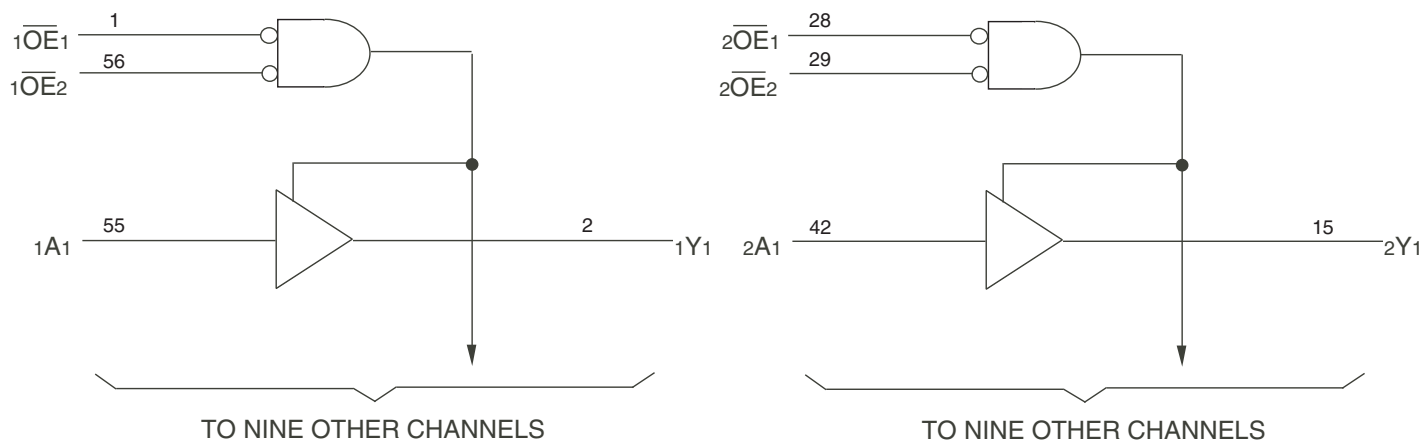 1OE1 1
1OE2 56
1A1 55 2 1Y1
TO NINE OTHER CHANNELS
2OE1 28
2OE2 29
2A1 42 15 2Y1
TO NINE OTHER CHANNELS